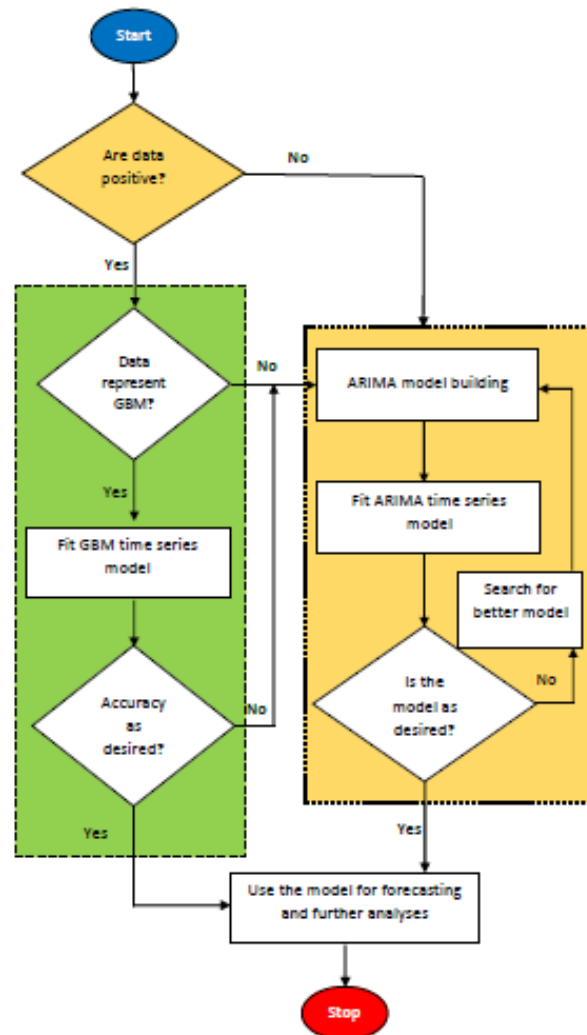 Start
Are data
positive?
No
Yes
Data
represent
GBM?
No
ARIMA model building
Yes
Fit GBM time series
model
Fit ARIMA time series
model
Search for
better model
Accuracy
as
desired?
No
Is the
model as
desired?
No
Yes
Yes
Use the model for forecasting
and further analyses
Stop